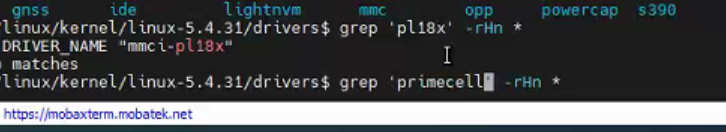 gnss ide lightnvm mmc opp powercap s390
/linux/kernel/linux-5.4.31/drivers$ grep 'pl18x' -rHn *
DRIVER_NAME "mmci-pl18x"
matches
/linux/kernel/linux-5.4.31/drivers$ grep 'primecell' -rHn *
https://mobaxterm.mobatek.net